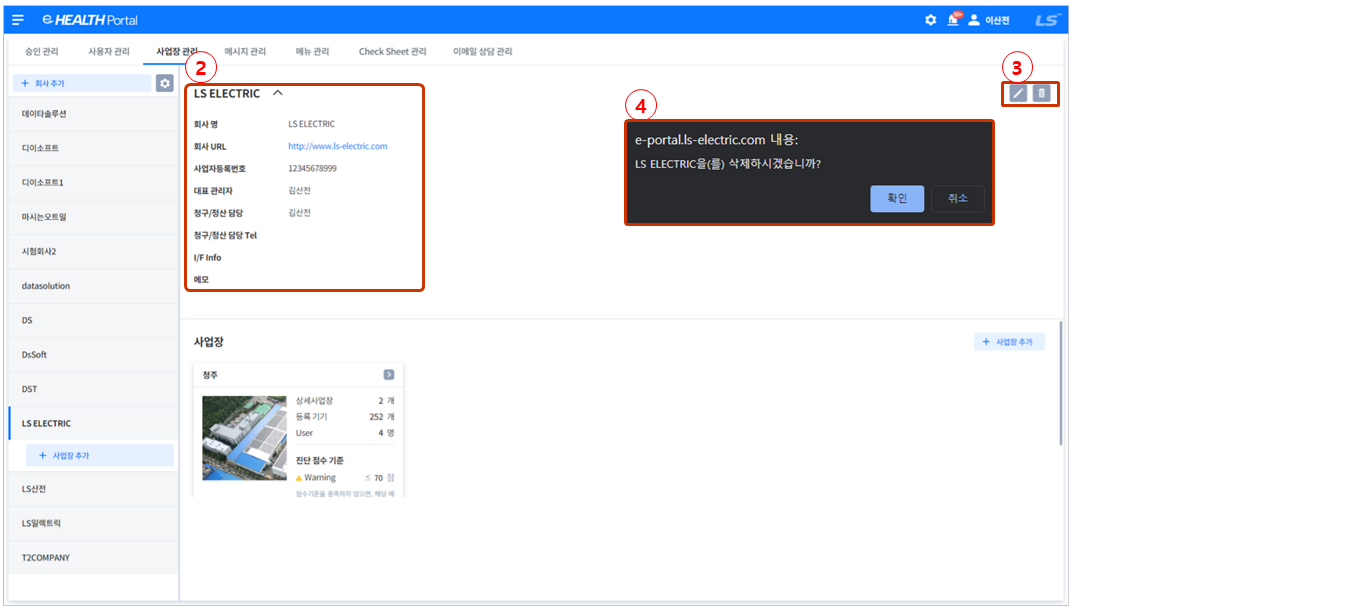 e-HEALTH Portal
99+
이산전
LS
승인 관리
사용자 관리
사업장 관리
메시지 관리
메뉴 관리
Check Sheet 관리
이메일 상담 관리
+ 회사 추가
데이타솔루션
디이소프트
디이소프트1
마시는오트밀
시험회사2
datasolution
DS
DsSoft
DST
LS ELECTRIC
+ 사업장 추가
LS산전
LS일렉트릭
T2COMPANY
2
LS ELECTRIC
회사 명 LS ELECTRIC
회사 URL http://www.ls-electric.com
사업자등록번호 12345678999
대표 관리자 김산전
청구/정산 담당 김산전
청구/정산 담당 Tel
I/F Info
메모
3
4
e-portal.ls-electric.com 내용:
LS ELECTRIC을(를) 삭제하시겠습니까?
확인
취소
사업장
+ 사업장 추가
청주
상세사업장 2 개
등록 기기 252 개
User 4 명
진단 점수 기준
Warning ≤ 70 점
점수기준을 충족하지 않으면, 해당 메